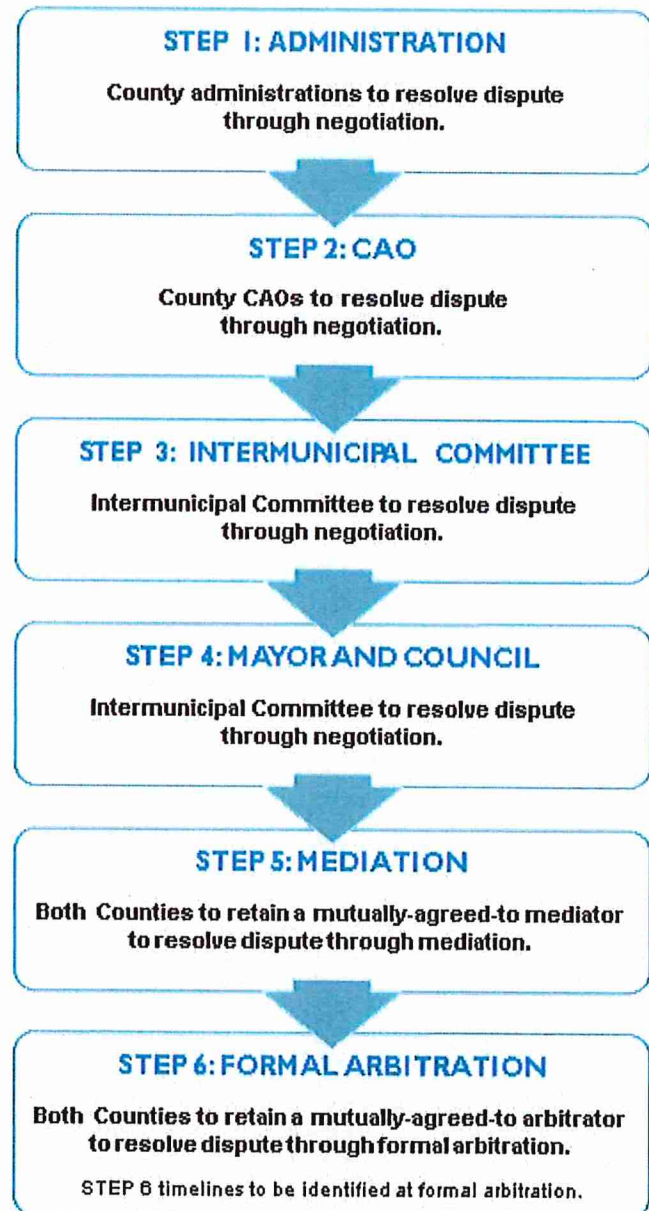 STEP 1: ADMINISTRATION
County administrations to resolve dispute
through negotiation.
STEP 2: CAO
County CAOs to resolve dispute
through negotiation.
STEP 3: INTERMUNICIPAL COMMITTEE
Intermunicipal Committee to resolve dispute
through negotiation.
STEP 4: MAYOR AND COUNCIL
Intermunicipal Committee to resolve dispute
through negotiation.
STEP 5: MEDIATION
Both Counties to retain a mutually-agreed-to mediator
to resolve dispute through mediation.
STEP 6: FORMAL ARBITRATION
Both Counties to retain a mutually-agreed-to arbitrator
to resolve dispute through formal arbitration.
STEP 6 timelines to be identified at formal arbitration.